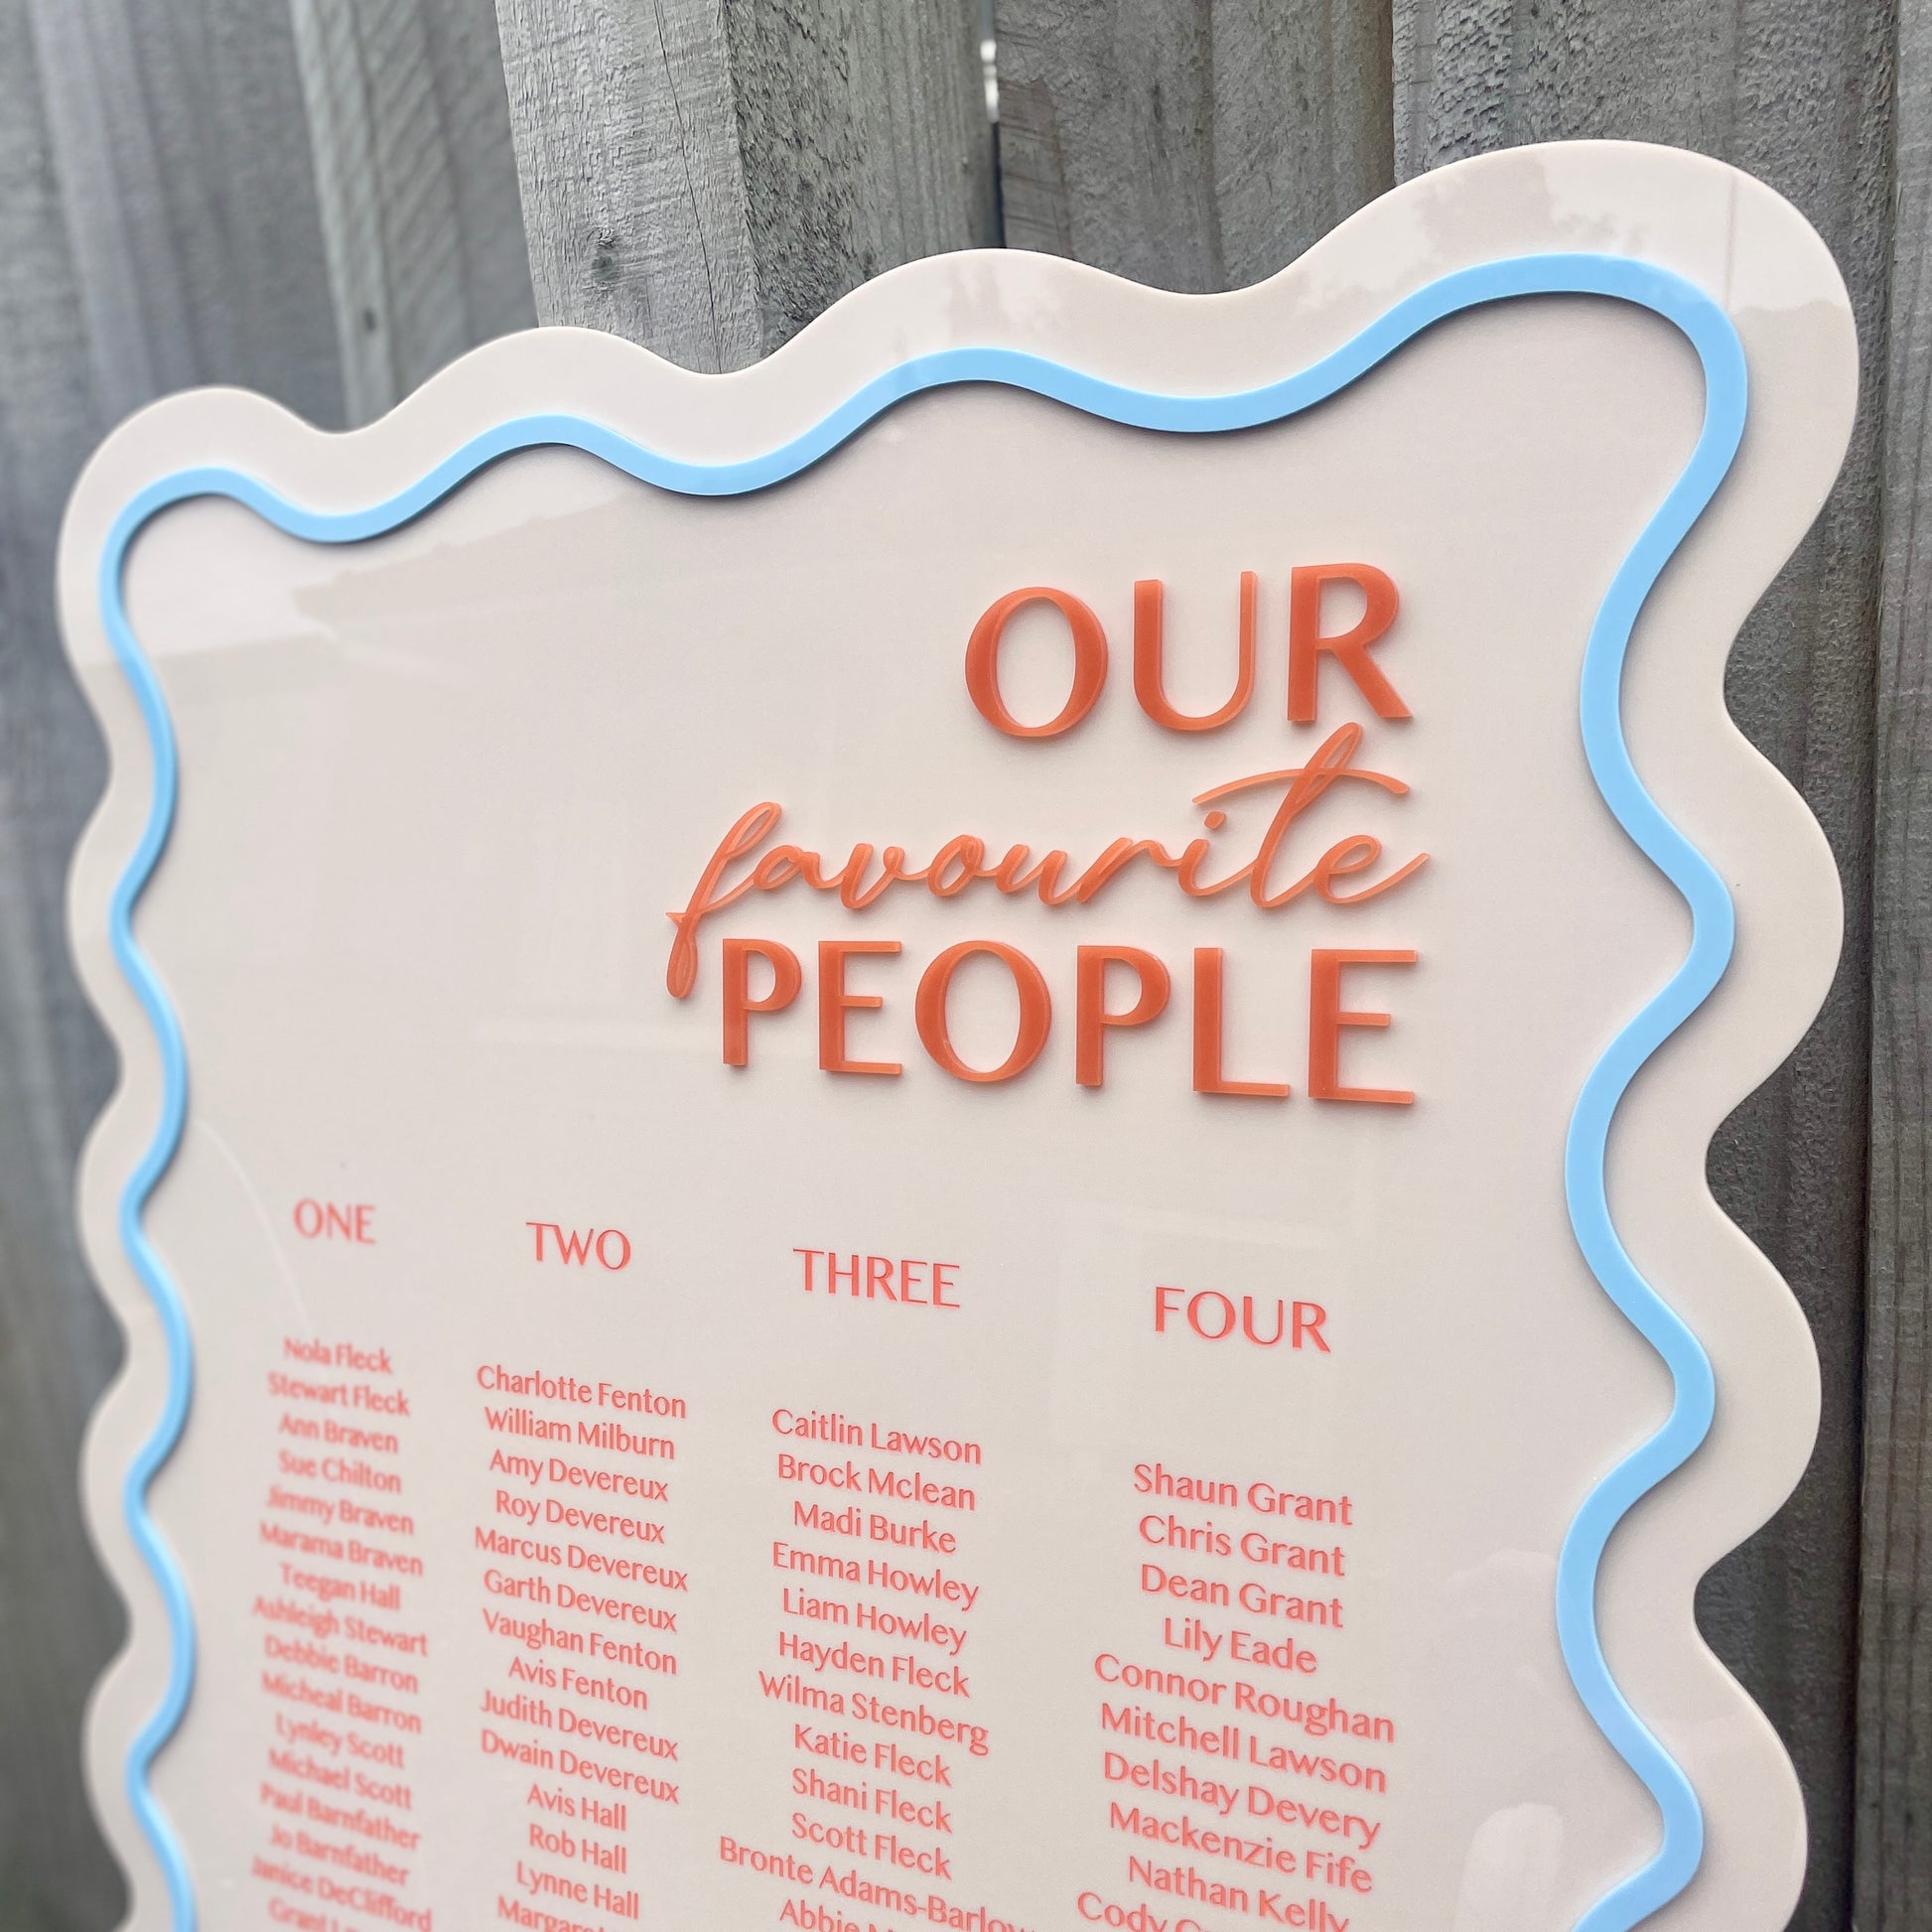 OUR
favourite
PEOPLE
ONE
Nola Fleck
Stewart Fleck
Ann Braven
Sue Chilton
Jimmy Braven
Marama Braven
Teegan Hall
Ashleigh Stewart
Debbie Barron
Micheal Barron
Lynley Scott
Michael Scott
Paul Barnfather
Jo Barnfather
Janice DeClifford
Grant
TWO
Charlotte Fenton
William Milburn
Amy Devereux
Roy Devereux
Marcus Devereux
Garth Devereux
Vaughan Fenton
Avis Fenton
Judith Devereux
Dwain Devereux
Avis Hall
Rob Hall
Lynne Hall
THREE
Caitlin Lawson
Brock Mclean
Madi Burke
Emma Howley
Liam Howley
Hayden Fleck
Wilma Stenberg
Katie Fleck
Shani Fleck
Scott Fleck
Bronte Adams-Barlow
Abbie
FOUR
Shaun Grant
Chris Grant
Dean Grant
Lily Eade
Connor Roughan
Mitchell Lawson
Delshay Devery
Mackenzie Fife
Nathan Kelly
Cody